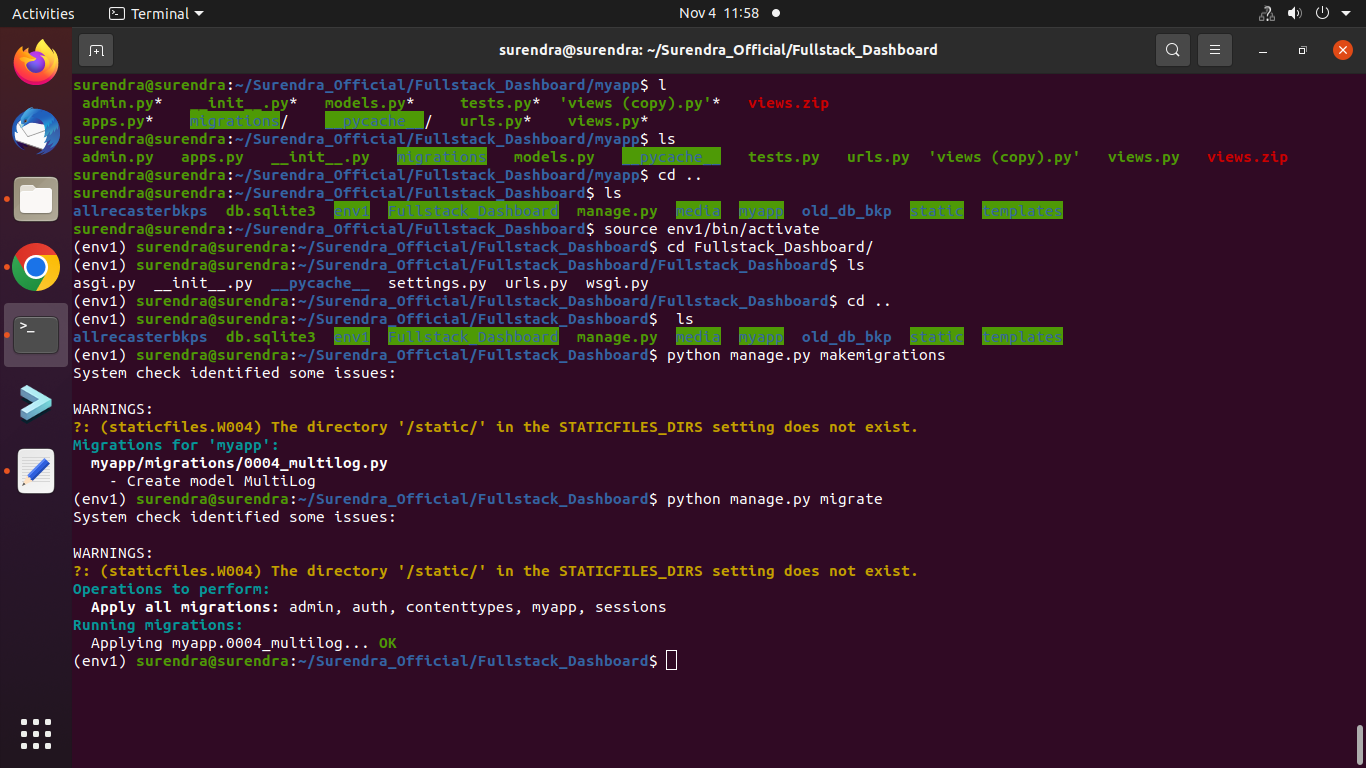 Activities Terminal Nov 4 11:58
surendra@surendra: ~/Surendra_Official/Fullstack_Dashboard
surendra@surendra:~/Surendra_Official/Fullstack_Dashboard/myapp$ l
admin.py* __init__.py* models.py* tests.py* 'views (copy).py'* views.zip
apps.py* migrations/ __pycache__/ urls.py* views.py*
surendra@surendra:~/Surendra_Official/Fullstack_Dashboard/myapp$ ls
admin.py apps.py __init__.py migrations models.py __pycache__ tests.py urls.py 'views (copy).py' views.py views.zip
surendra@surendra:~/Surendra_Official/Fullstack_Dashboard/myapp$ cd ..
surendra@surendra:~/Surendra_Official/Fullstack_Dashboard$ ls
allrecasterbkps db.sqlite3 env1 Fullstack_Dashboard manage.py media myapp old_db_bkp static templates
surendra@surendra:~/Surendra_Official/Fullstack_Dashboard$ source env1/bin/activate
(env1) surendra@surendra:~/Surendra_Official/Fullstack_Dashboard$ cd Fullstack_Dashboard/
(env1) surendra@surendra:~/Surendra_Official/Fullstack_Dashboard/Fullstack_Dashboard$ ls
asgi.py __init__.py __pycache__ settings.py urls.py wsgi.py
(env1) surendra@surendra:~/Surendra_Official/Fullstack_Dashboard/Fullstack_Dashboard$ cd ..
(env1) surendra@surendra:~/Surendra_Official/Fullstack_Dashboard$  ls
allrecasterbkps db.sqlite3 env1 Fullstack_Dashboard manage.py media myapp old_db_bkp static templates
(env1) surendra@surendra:~/Surendra_Official/Fullstack_Dashboard$ python manage.py makemigrations
System check identified some issues:
WARNINGS:
?: (staticfiles.W004) The directory '/static/' in the STATICFILES_DIRS setting does not exist.
Migrations for 'myapp':
myapp/migrations/0004_multilog.py
- Create model MultiLog
(env1) surendra@surendra:~/Surendra_Official/Fullstack_Dashboard$ python manage.py migrate
System check identified some issues:
WARNINGS:
?: (staticfiles.W004) The directory '/static/' in the STATICFILES_DIRS setting does not exist.
Operations to perform:
Apply all migrations: admin, auth, contenttypes, myapp, sessions
Running migrations:
Applying myapp.0004_multilog... OK
(env1) surendra@surendra:~/Surendra_Official/Fullstack_Dashboard$